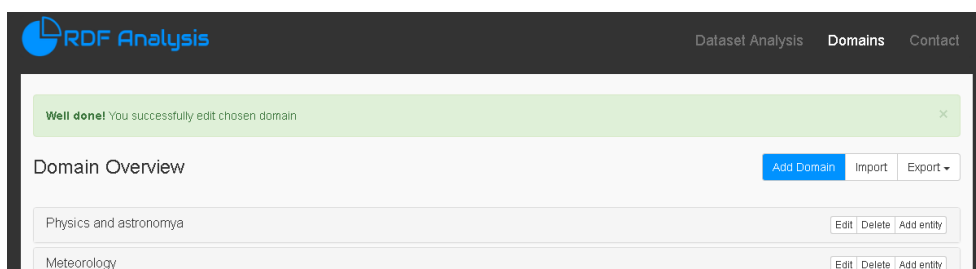 RDF Analysis
Dataset Analysis Domains Contact
Well done! You successfully edit chosen domain ×
Domain Overview
Add Domain Import Export
Physics and astronomya
Edit Delete Add entity
Meteorology
Edit Delete Add entity